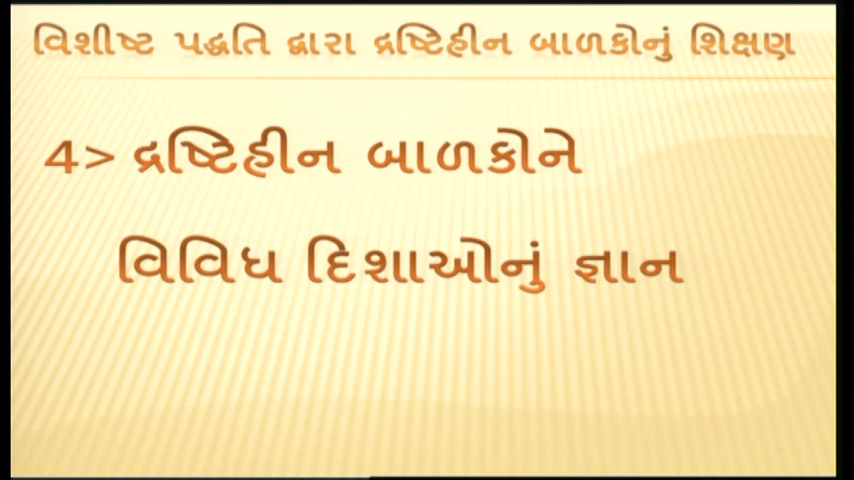 વિશીષ્ટ પદ્ધતિ દ્વારા દ્રષ્ટિહીન બાળકોનું શિક્ષણ
4> દ્રષ્ટિહીન બાળકોને
વિવિધ દિશાઓનું જ્ઞાન